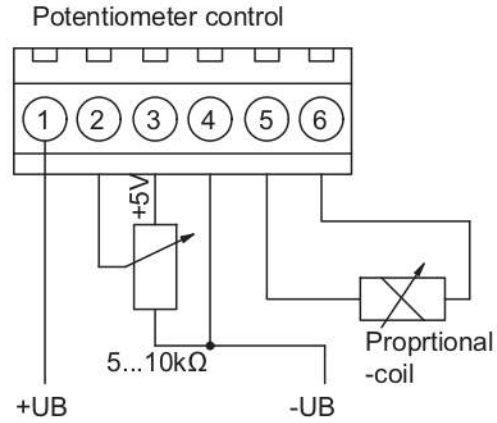 Potentiometer control
1 2 3 4 5 6
+5V
5...10kΩ
Proprtional
-coil
+UB
-UB